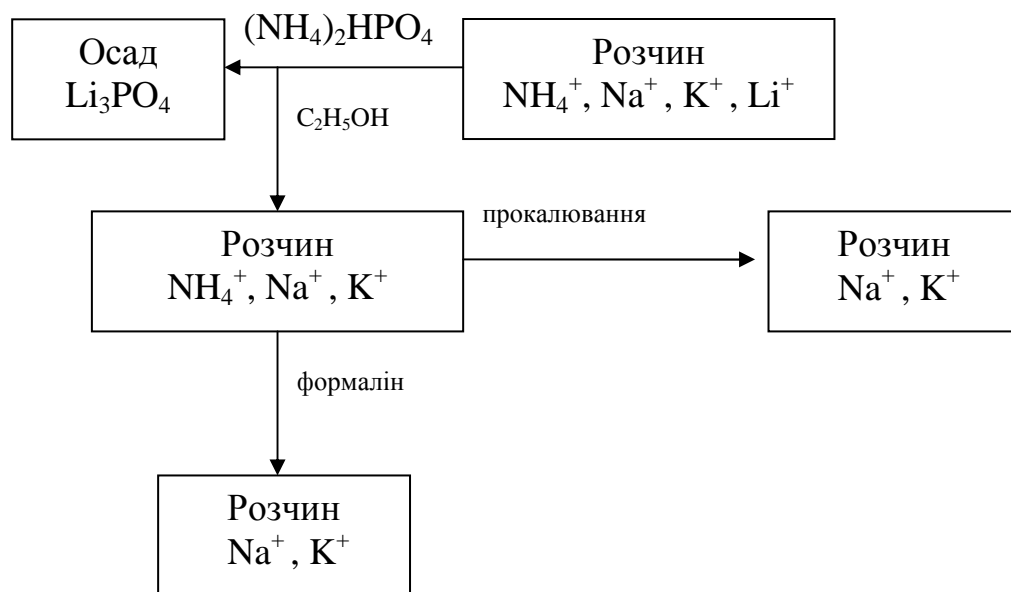 (NH₄)₂HPO₄
Осад
Li₃PO₄
Розчин
NH₄⁺, Na⁺ , K⁺ , Li⁺
C₂H₅OH
Розчин
NH₄⁺, Na⁺ , K⁺
прокалювання
Розчин
Na⁺ , K⁺
формалін
Розчин
Na⁺ , K⁺